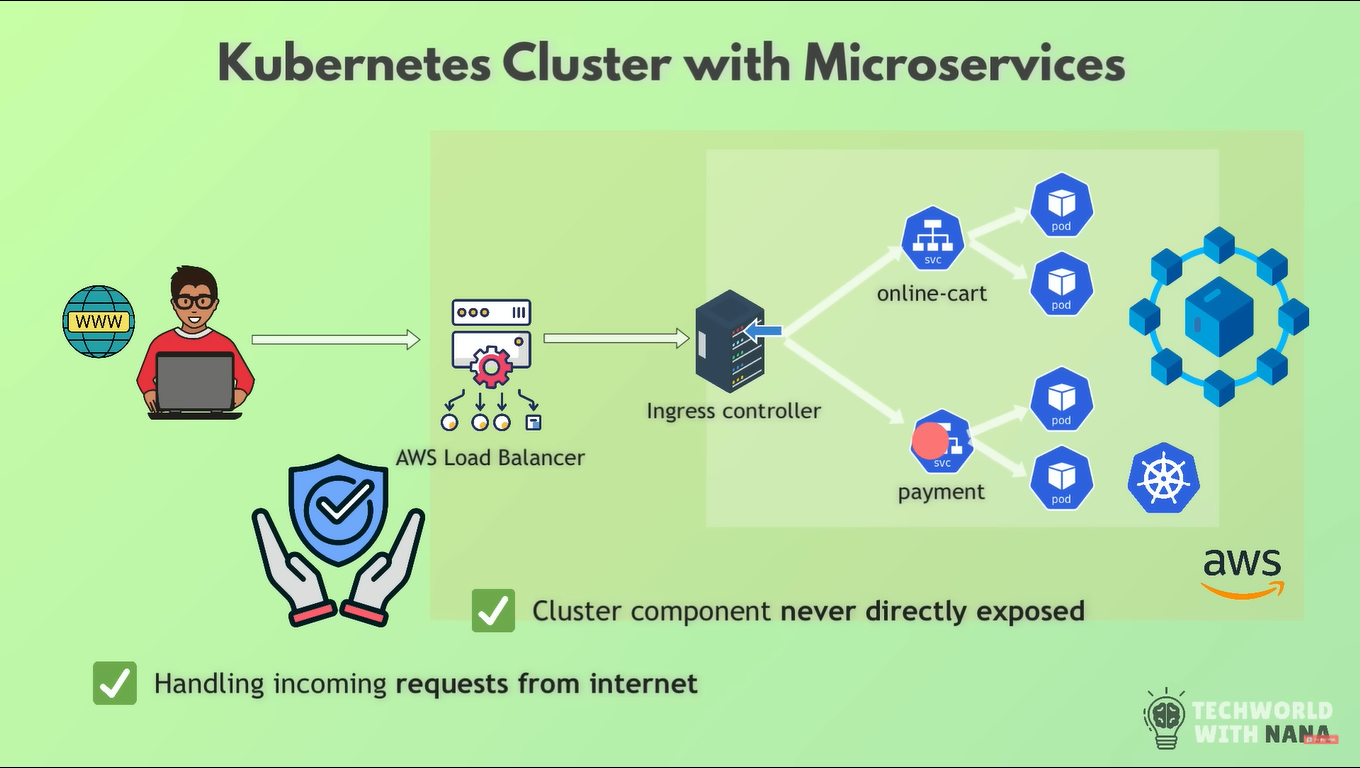 Kubernetes Cluster with Microservices
WWW
AWS Load Balancer
Ingress controller
svc
online-cart
pod
pod
svc
payment
pod
pod
aws
Cluster component never directly exposed
Handling incoming requests from internet
TECHWORLD
WITH NANA